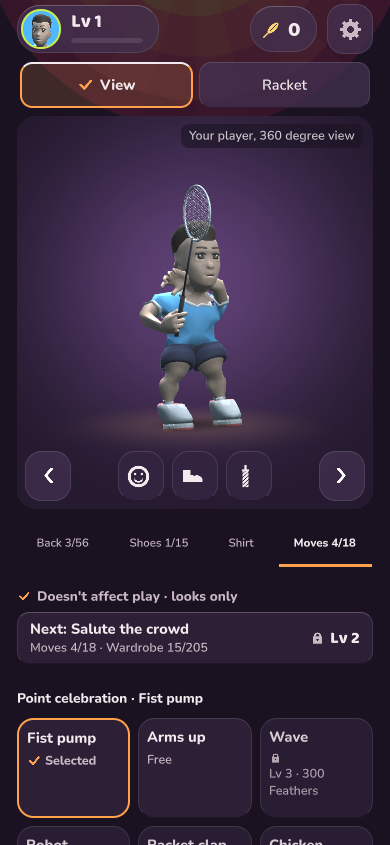 Lv 1
0
View
Racket
Your player, 360 degree view
Back 3/56
Shoes 1/15
Shirt
Moves 4/18
Doesn't affect play · looks only
Next: Salute the crowd
Moves 4/18 · Wardrobe 15/205
Lv 2
Point celebration · Fist pump
Fist pump
Selected
Arms up
Free
Wave
Lv 3 · 300
Feathers
Robot
Racket clap
Chicken